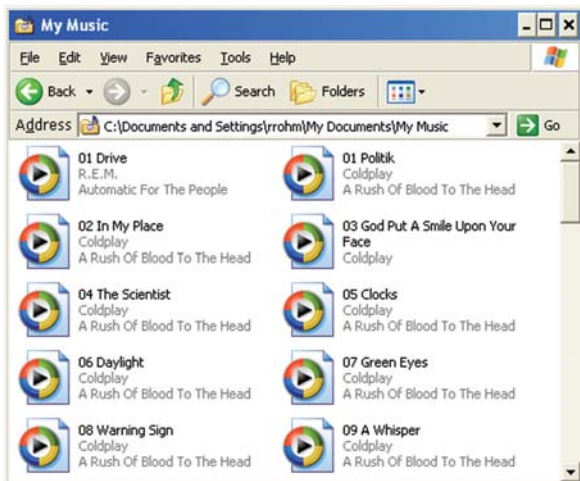 My Music
File Edit View Favorites Tools Help
Back Search Folders
Address C:\Documents and Settings\rrohm\My Documents\My Music Go
01 Drive
R.E.M.
Automatic For The People
01 Politik
Coldplay
A Rush Of Blood To The Head
02 In My Place
Coldplay
A Rush Of Blood To The Head
03 God Put A Smile Upon Your
Face
Coldplay
04 The Scientist
Coldplay
A Rush Of Blood To The Head
05 Clocks
Coldplay
A Rush Of Blood To The Head
06 Daylight
Coldplay
A Rush Of Blood To The Head
07 Green Eyes
Coldplay
A Rush Of Blood To The Head
08 Warning Sign
Coldplay
A Rush Of Blood To The Head
09 A Whisper
Coldplay
A Rush Of Blood To The Head